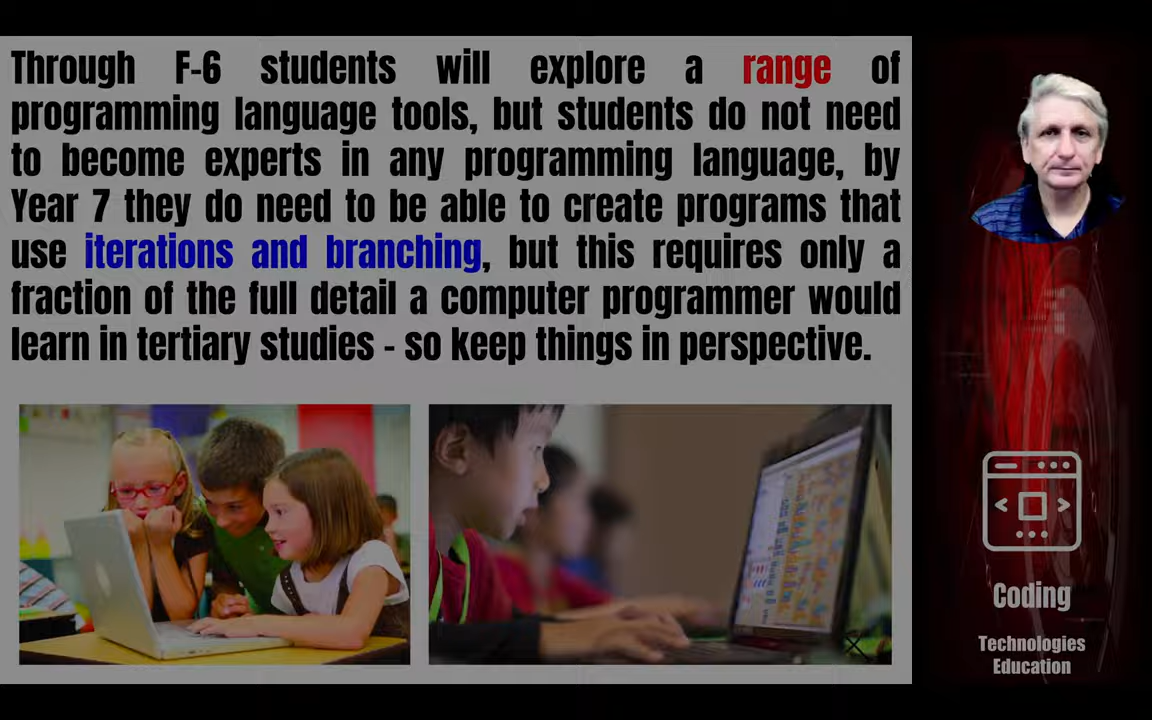 Through F-6 students will explore a range of
programming language tools, but students do not need
to become experts in any programming language, by
Year 7 they do need to be able to create programs that
use iterations and branching, but this requires only a
fraction of the full detail a computer programmer would
learn in tertiary studies - so keep things in perspective.
Coding
Technologies
Education